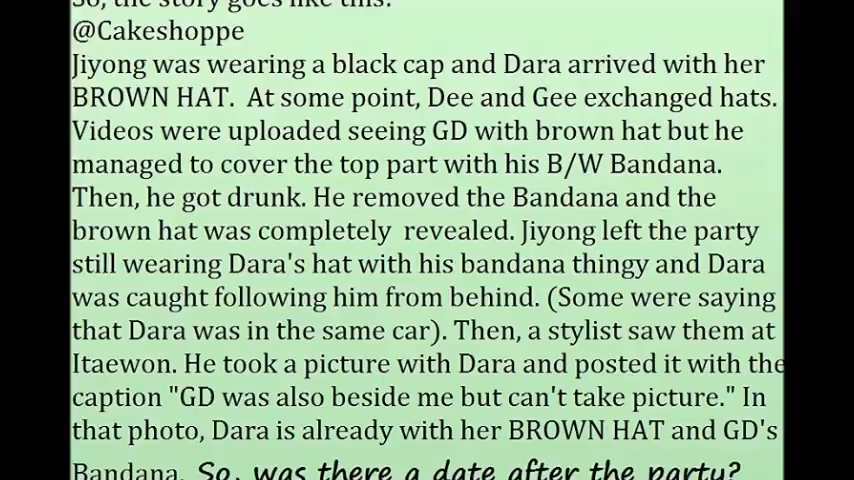 So, the story goes like this:
@Cakeshoppe
Jiyong was wearing a black cap and Dara arrived with her
BROWN HAT.  At some point, Dee and Gee exchanged hats.
Videos were uploaded seeing GD with brown hat but he
managed to cover the top part with his B/W Bandana.
Then, he got drunk. He removed the Bandana and the
brown hat was completely  revealed. Jiyong left the party
still wearing Dara's hat with his bandana thingy and Dara
was caught following him from behind. (Some were saying
that Dara was in the same car). Then, a stylist saw them at
Itaewon. He took a picture with Dara and posted it with the
caption "GD was also beside me but can't take picture." In
that photo, Dara is already with her BROWN HAT and GD's
Bandana. So, was there a date after the party?